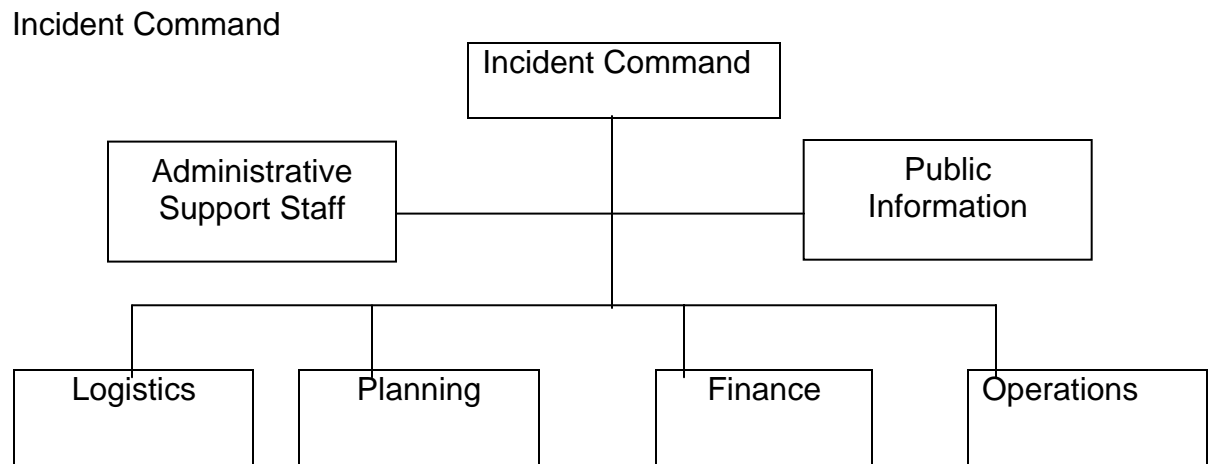 Incident Command
Incident Command
Administrative
Support Staff
Public
Information
Logistics
Planning
Finance
Operations